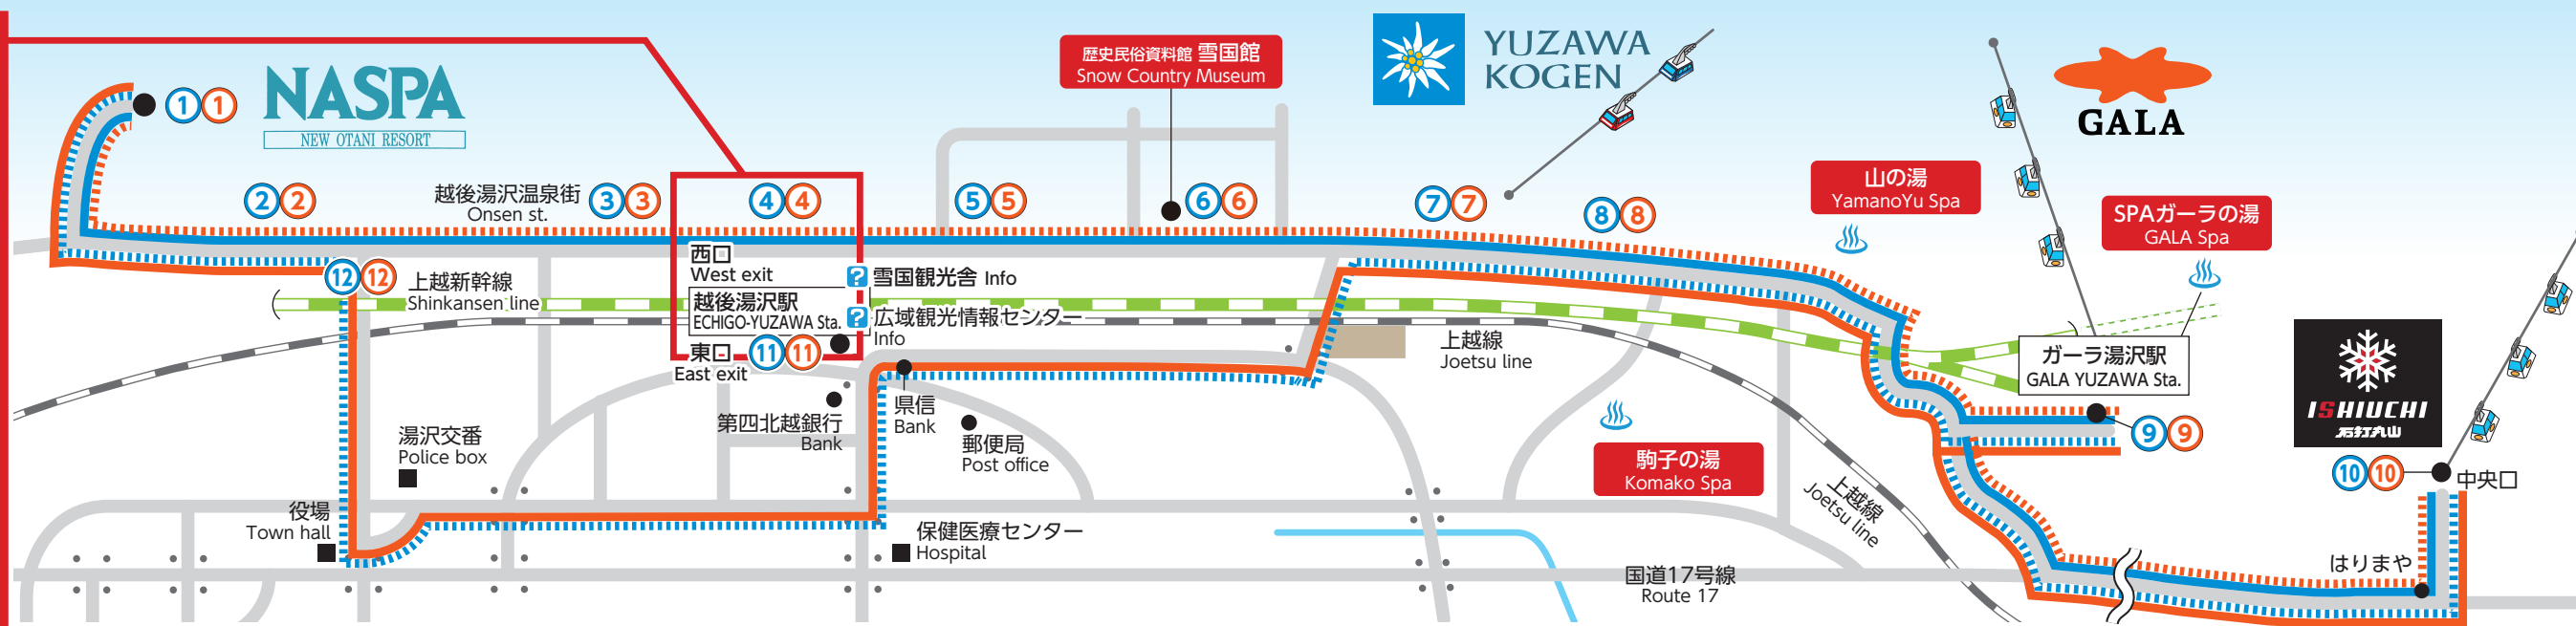 NASPA
NEW OTANI RESORT
1 1
2 2
越後湯沢温泉街
Onsen st.
3 3
4 4
西口
West exit
越後湯沢駅
ECHIGO-YUZAWA Sta.
東口
East exit
11 11
? 雪国観光舎 Info
? 広域観光情報センター
Info
12 12
上越新幹線
Shinkansen line
5 5
歴史民俗資料館 雪国館
Snow Country Museum
6 6
YUZAWA
KOGEN
7 7
8 8
山の湯
YamanoYu Spa
GALA
SPAガーラの湯
GALA Spa
ガーラ湯沢駅
GALA YUZAWA Sta.
9 9
ISHIUCHI
石打丸山
10 10
中央口
はりまや
上越線
Joetsu line
県信
Bank
第四北越銀行
Bank
郵便局
Post office
湯沢交番
Police box
役場
Town hall
保健医療センター
Hospital
駒子の湯
Komako Spa
上越線
Joetsu line
国道17号線
Route 17